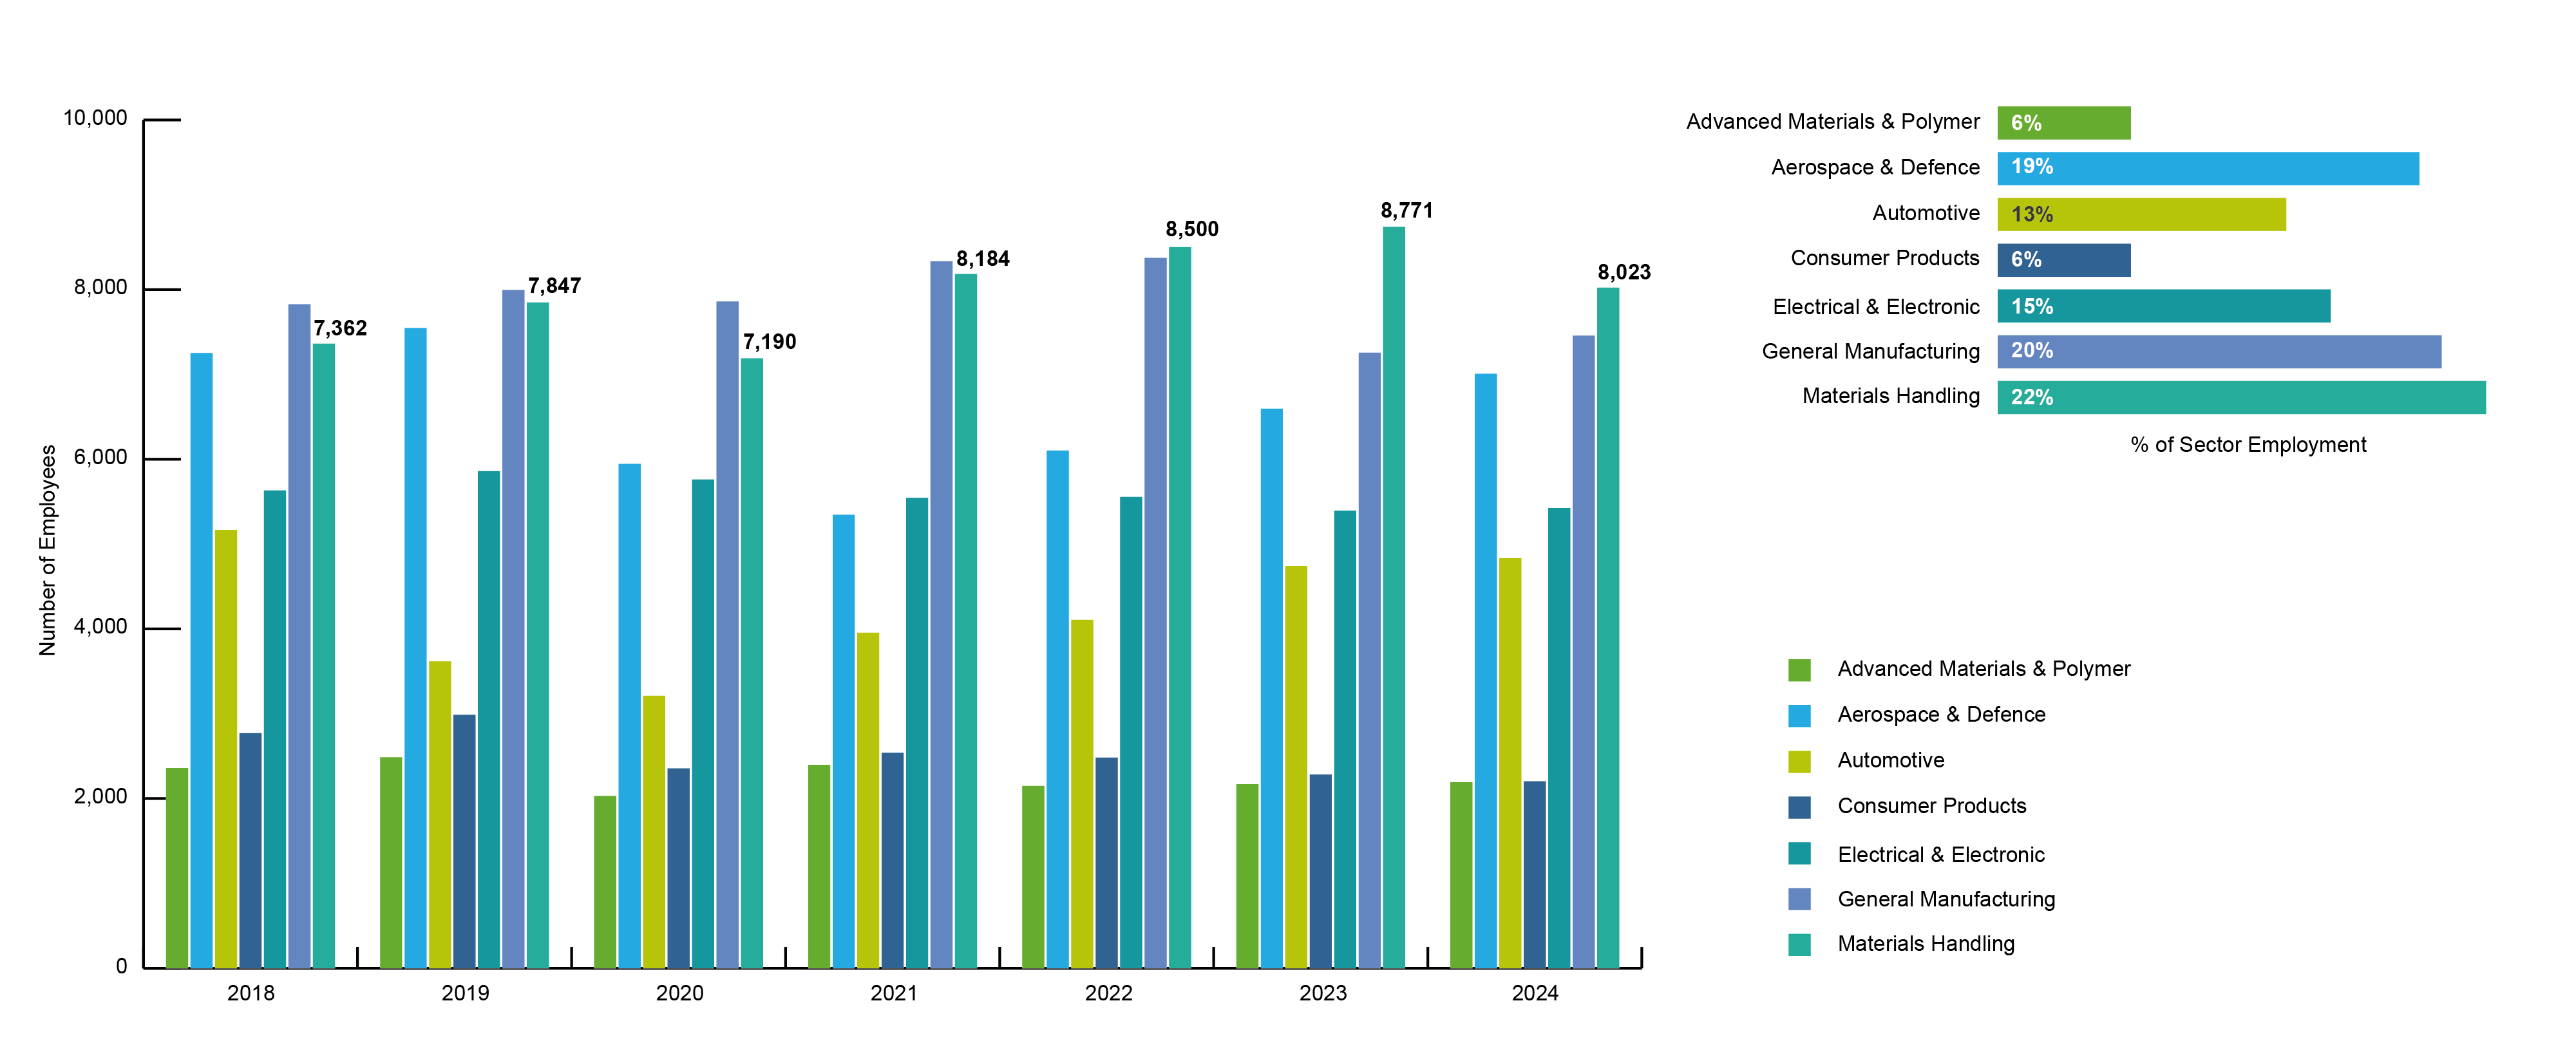 10,000
8,000
6,000
4,000
2,000
0
Number of Employees
7,362
7,847
7,190
8,184
8,500
8,771
8,023
2018
2019
2020
2021
2022
2023
2024
Advanced Materials & Polymer 6%
Aerospace & Defence 19%
Automotive 13%
Consumer Products 6%
Electrical & Electronic 15%
General Manufacturing 20%
Materials Handling 22%
% of Sector Employment
Advanced Materials & Polymer
Aerospace & Defence
Automotive
Consumer Products
Electrical & Electronic
General Manufacturing
Materials Handling